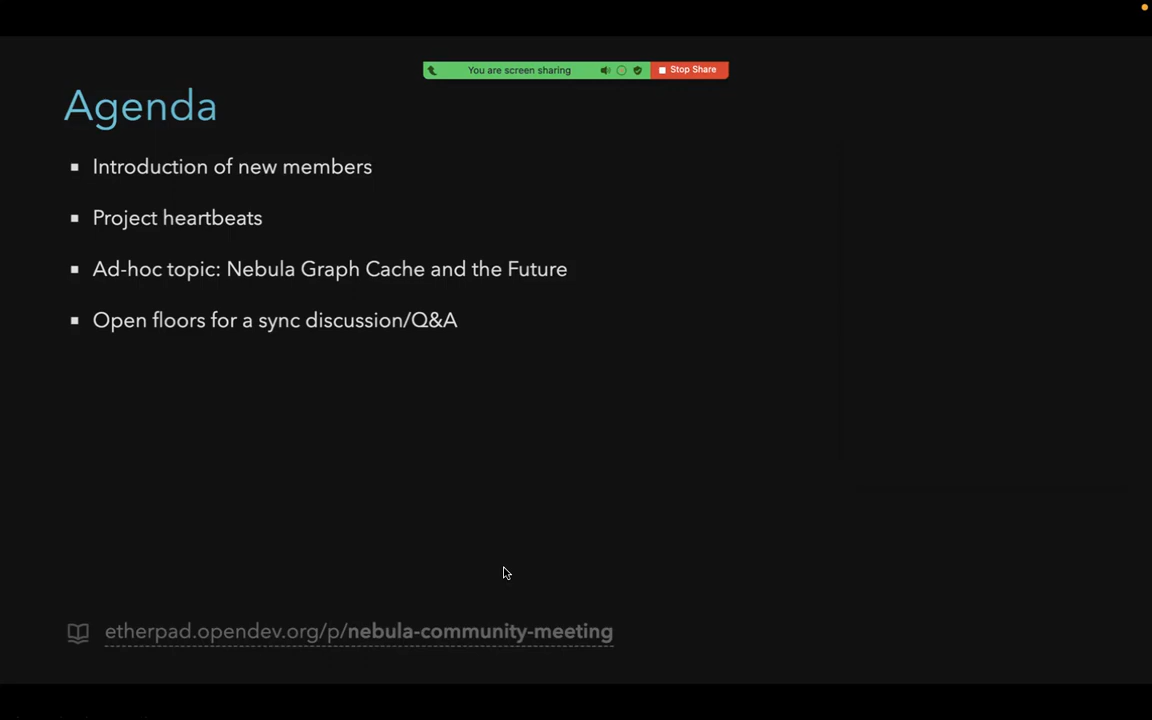 You are screen sharing
Stop Share
Agenda
Introduction of new members
Project heartbeats
Ad-hoc topic: Nebula Graph Cache and the Future
Open floors for a sync discussion/Q&A
etherpad.opendev.org/p/nebula-community-meeting